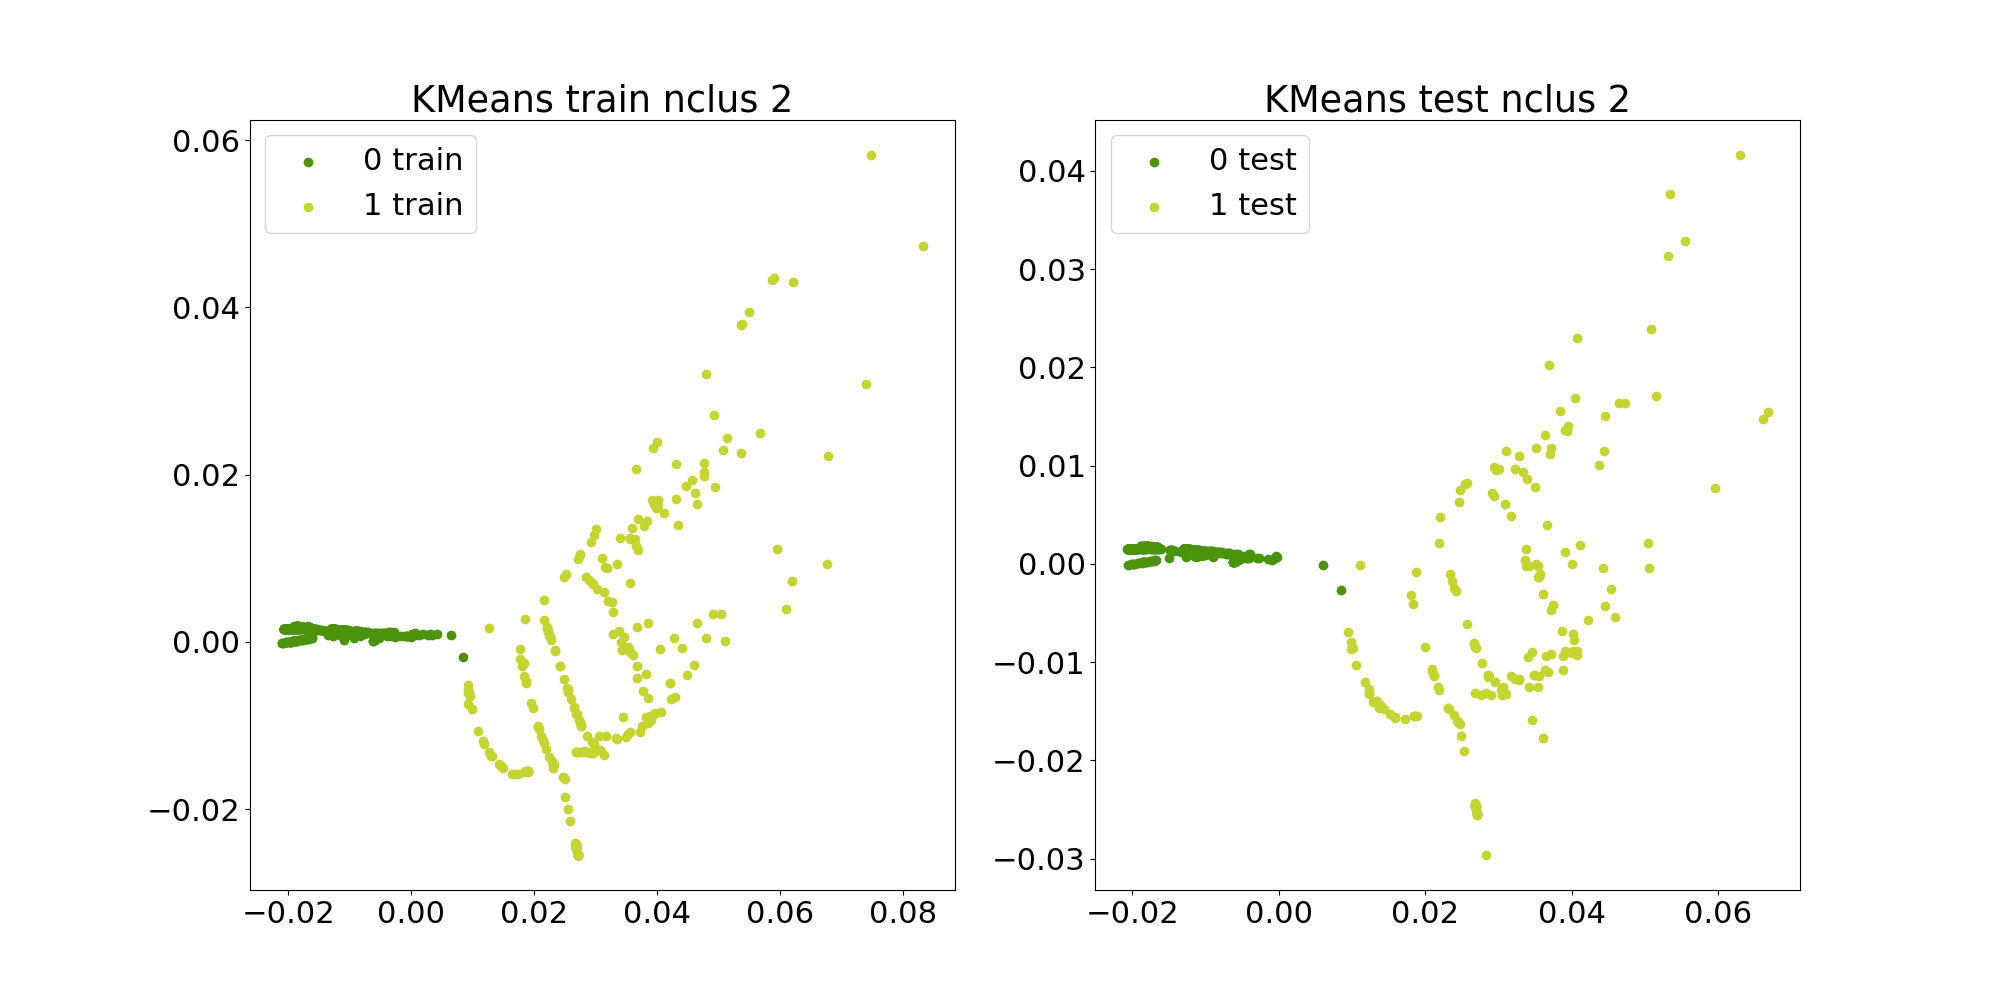 KMeans train nclus 2
0 train
1 train
0.06
0.04
0.02
0.00
−0.02
−0.02 0.00 0.02 0.04 0.06 0.08
KMeans test nclus 2
0 test
1 test
0.04
0.03
0.02
0.01
0.00
−0.01
−0.02
−0.03
−0.02 0.00 0.02 0.04 0.06